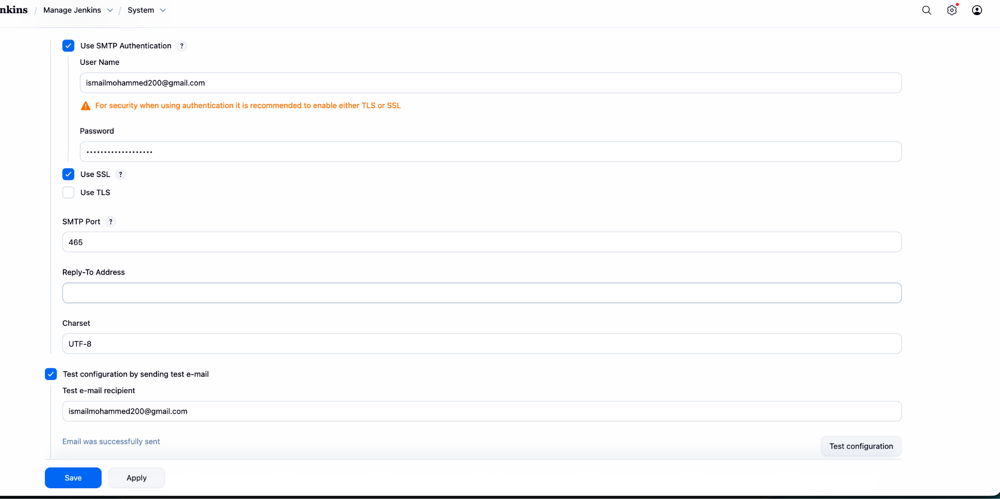 nkins / Manage Jenkins / System
Use SMTP Authentication ?
User Name
ismailmohammed200@gmail.com
For security when using authentication it is recommended to enable either TLS or SSL
Password
•••••••••••••••••••
Use SSL ?
Use TLS
SMTP Port ?
465
Reply-To Address
Charset
UTF-8
Test configuration by sending test e-mail
Test e-mail recipient
ismailmohammed200@gmail.com
Email was successfully sent
Test configuration
Save Apply